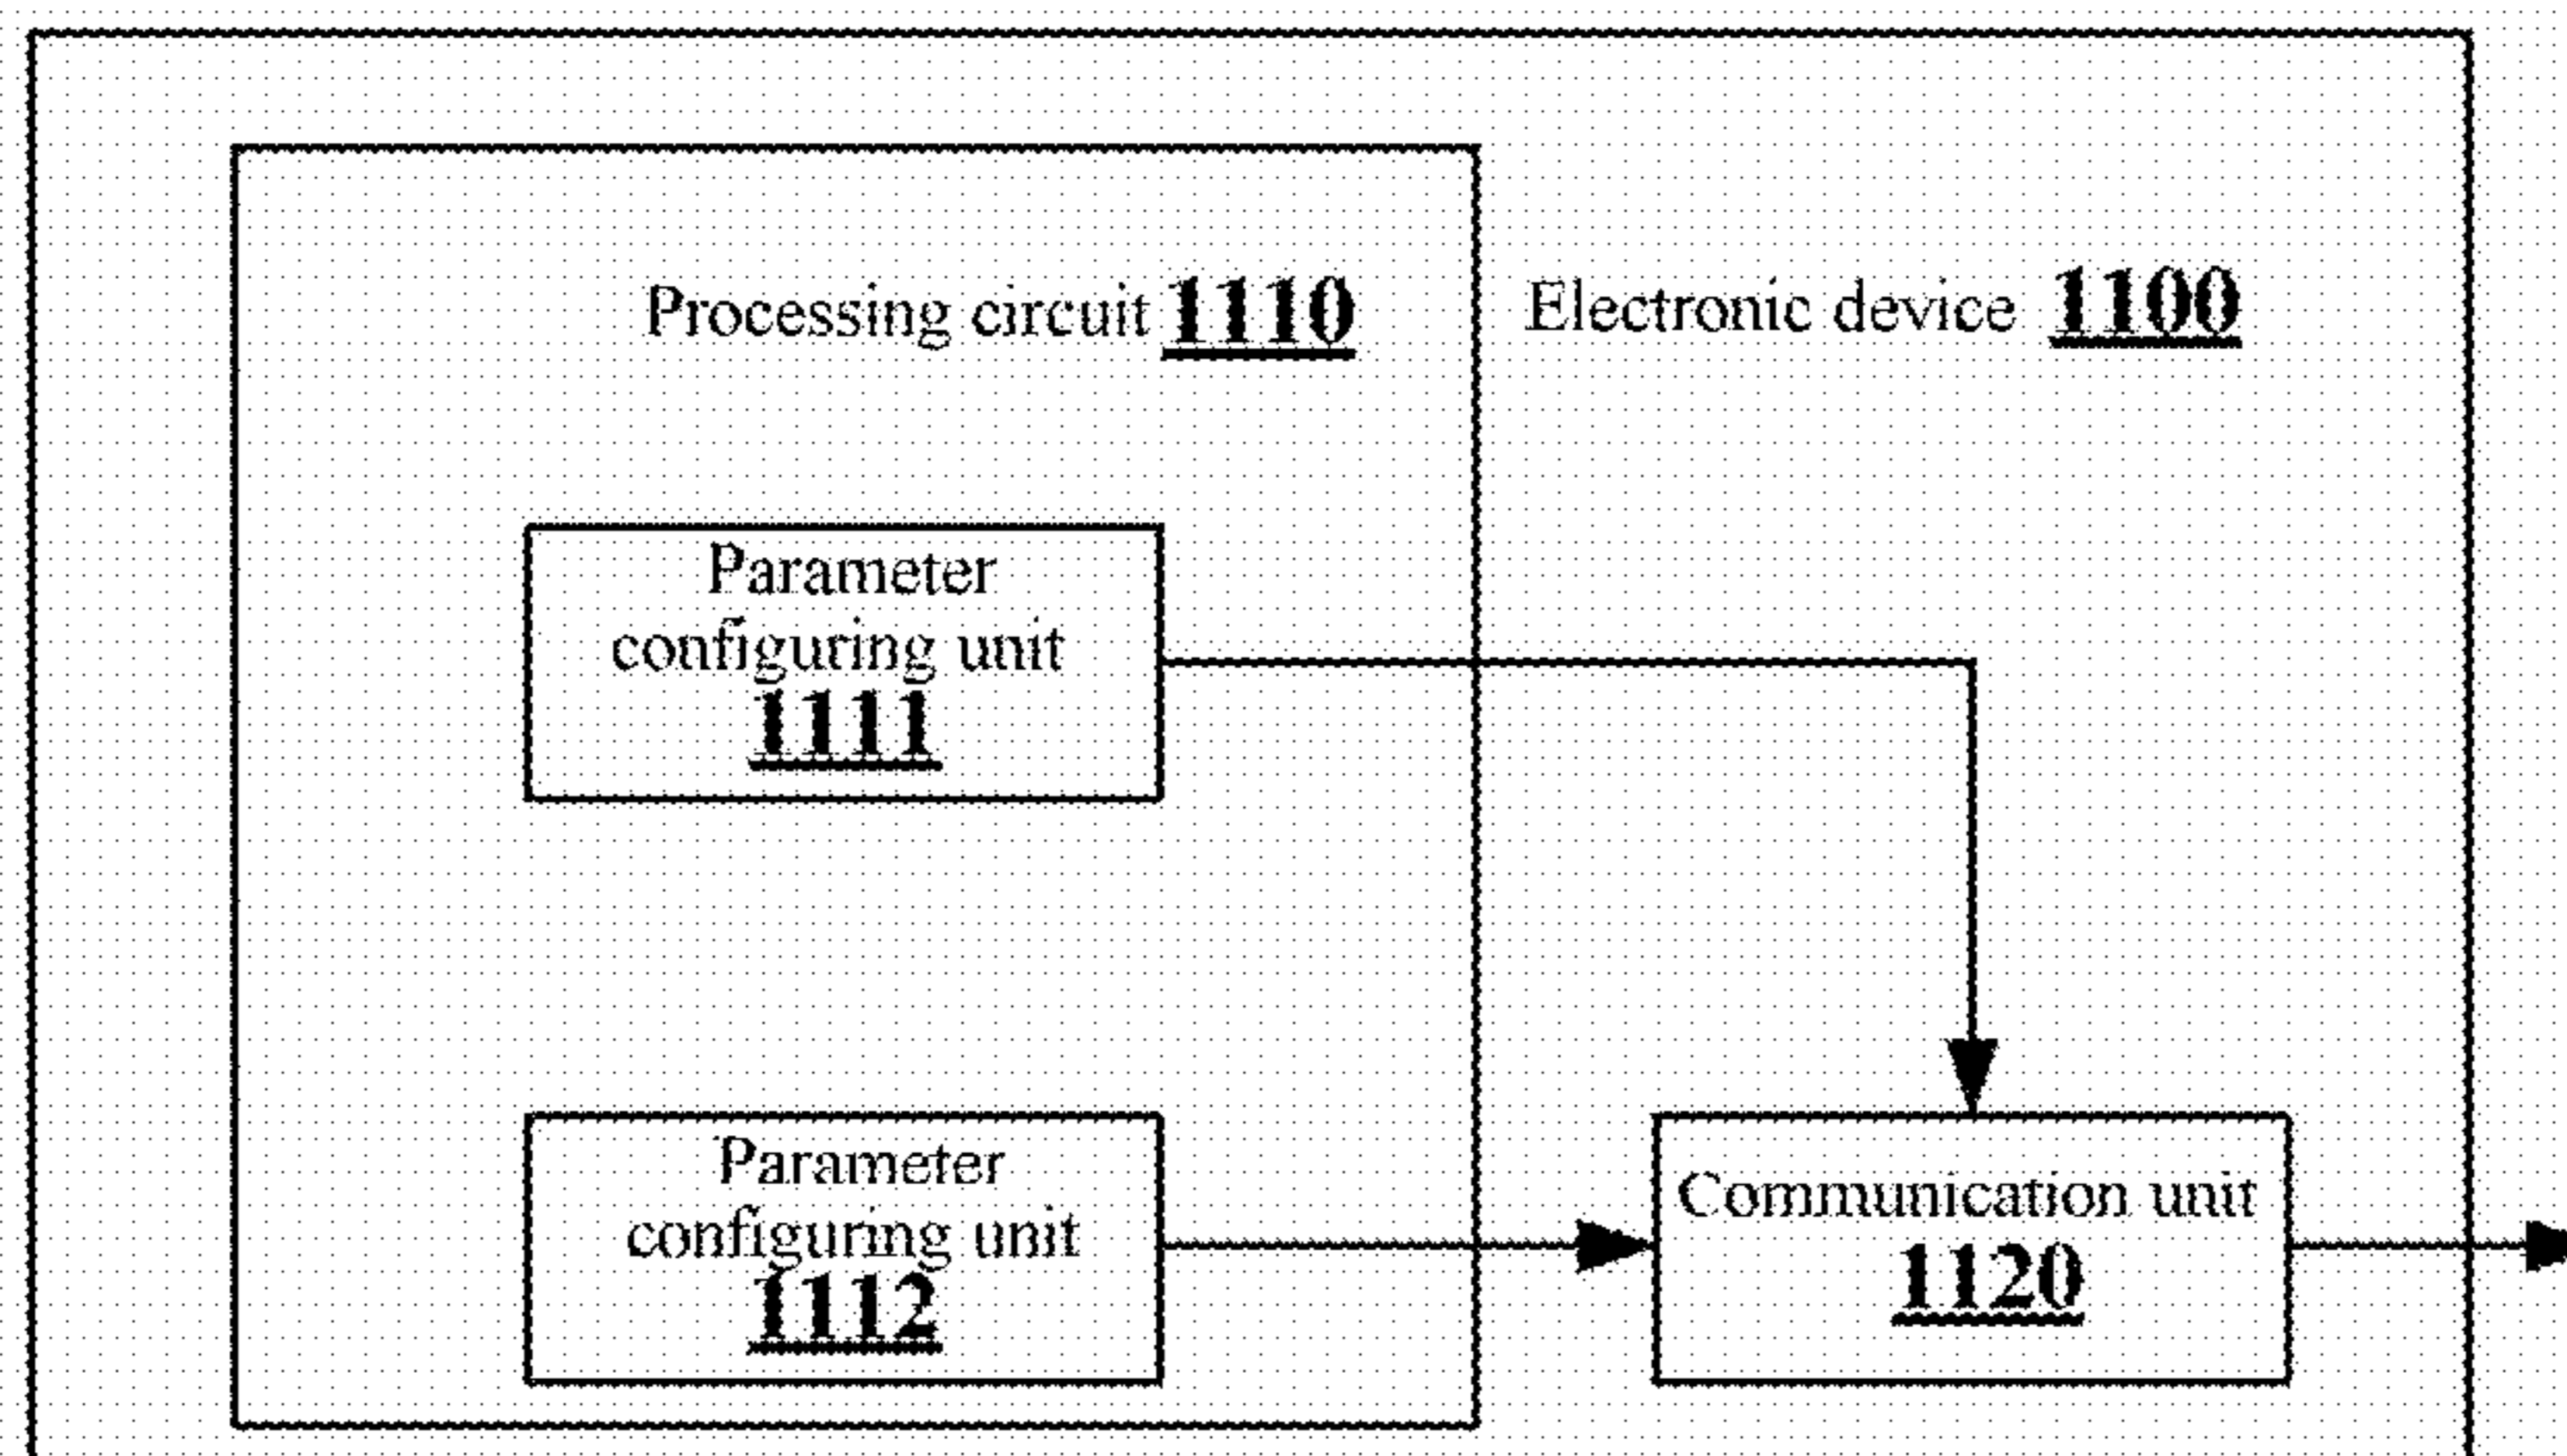 Processing circuit 1110
Electronic device 1100
Parameter
configuring unit
1111
Parameter
configuring unit
1112
Communication unit
1120